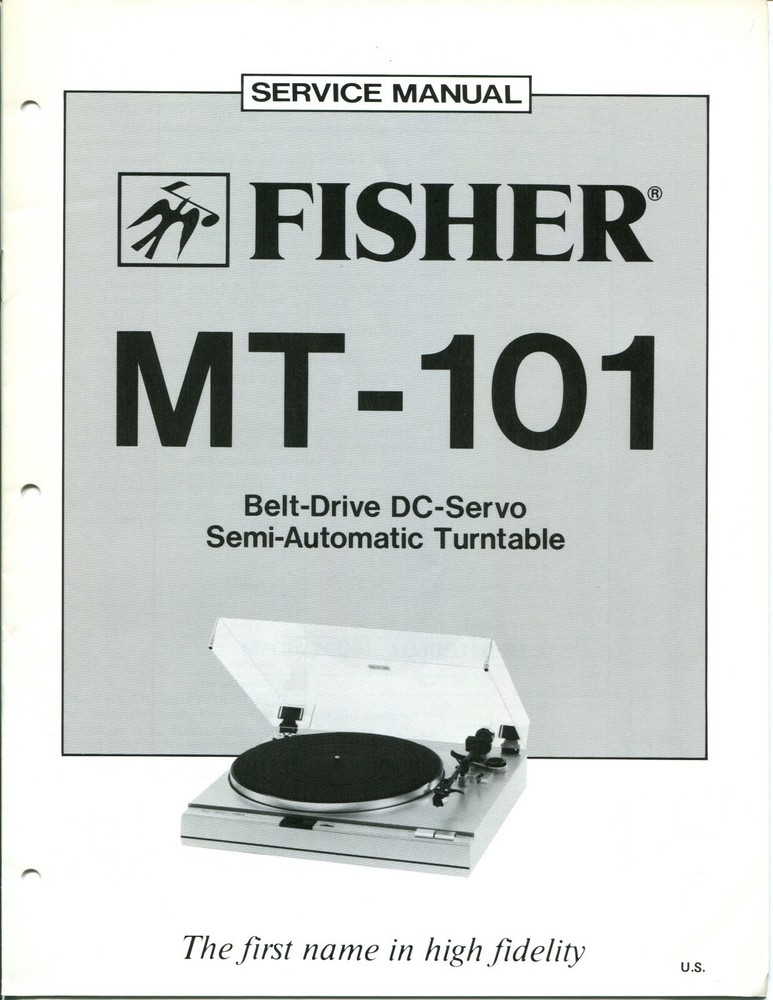 SERVICE MANUAL
FISHER®
MT-101
Belt-Drive DC-Servo
Semi-Automatic Turntable
The first name in high fidelity
U.S.